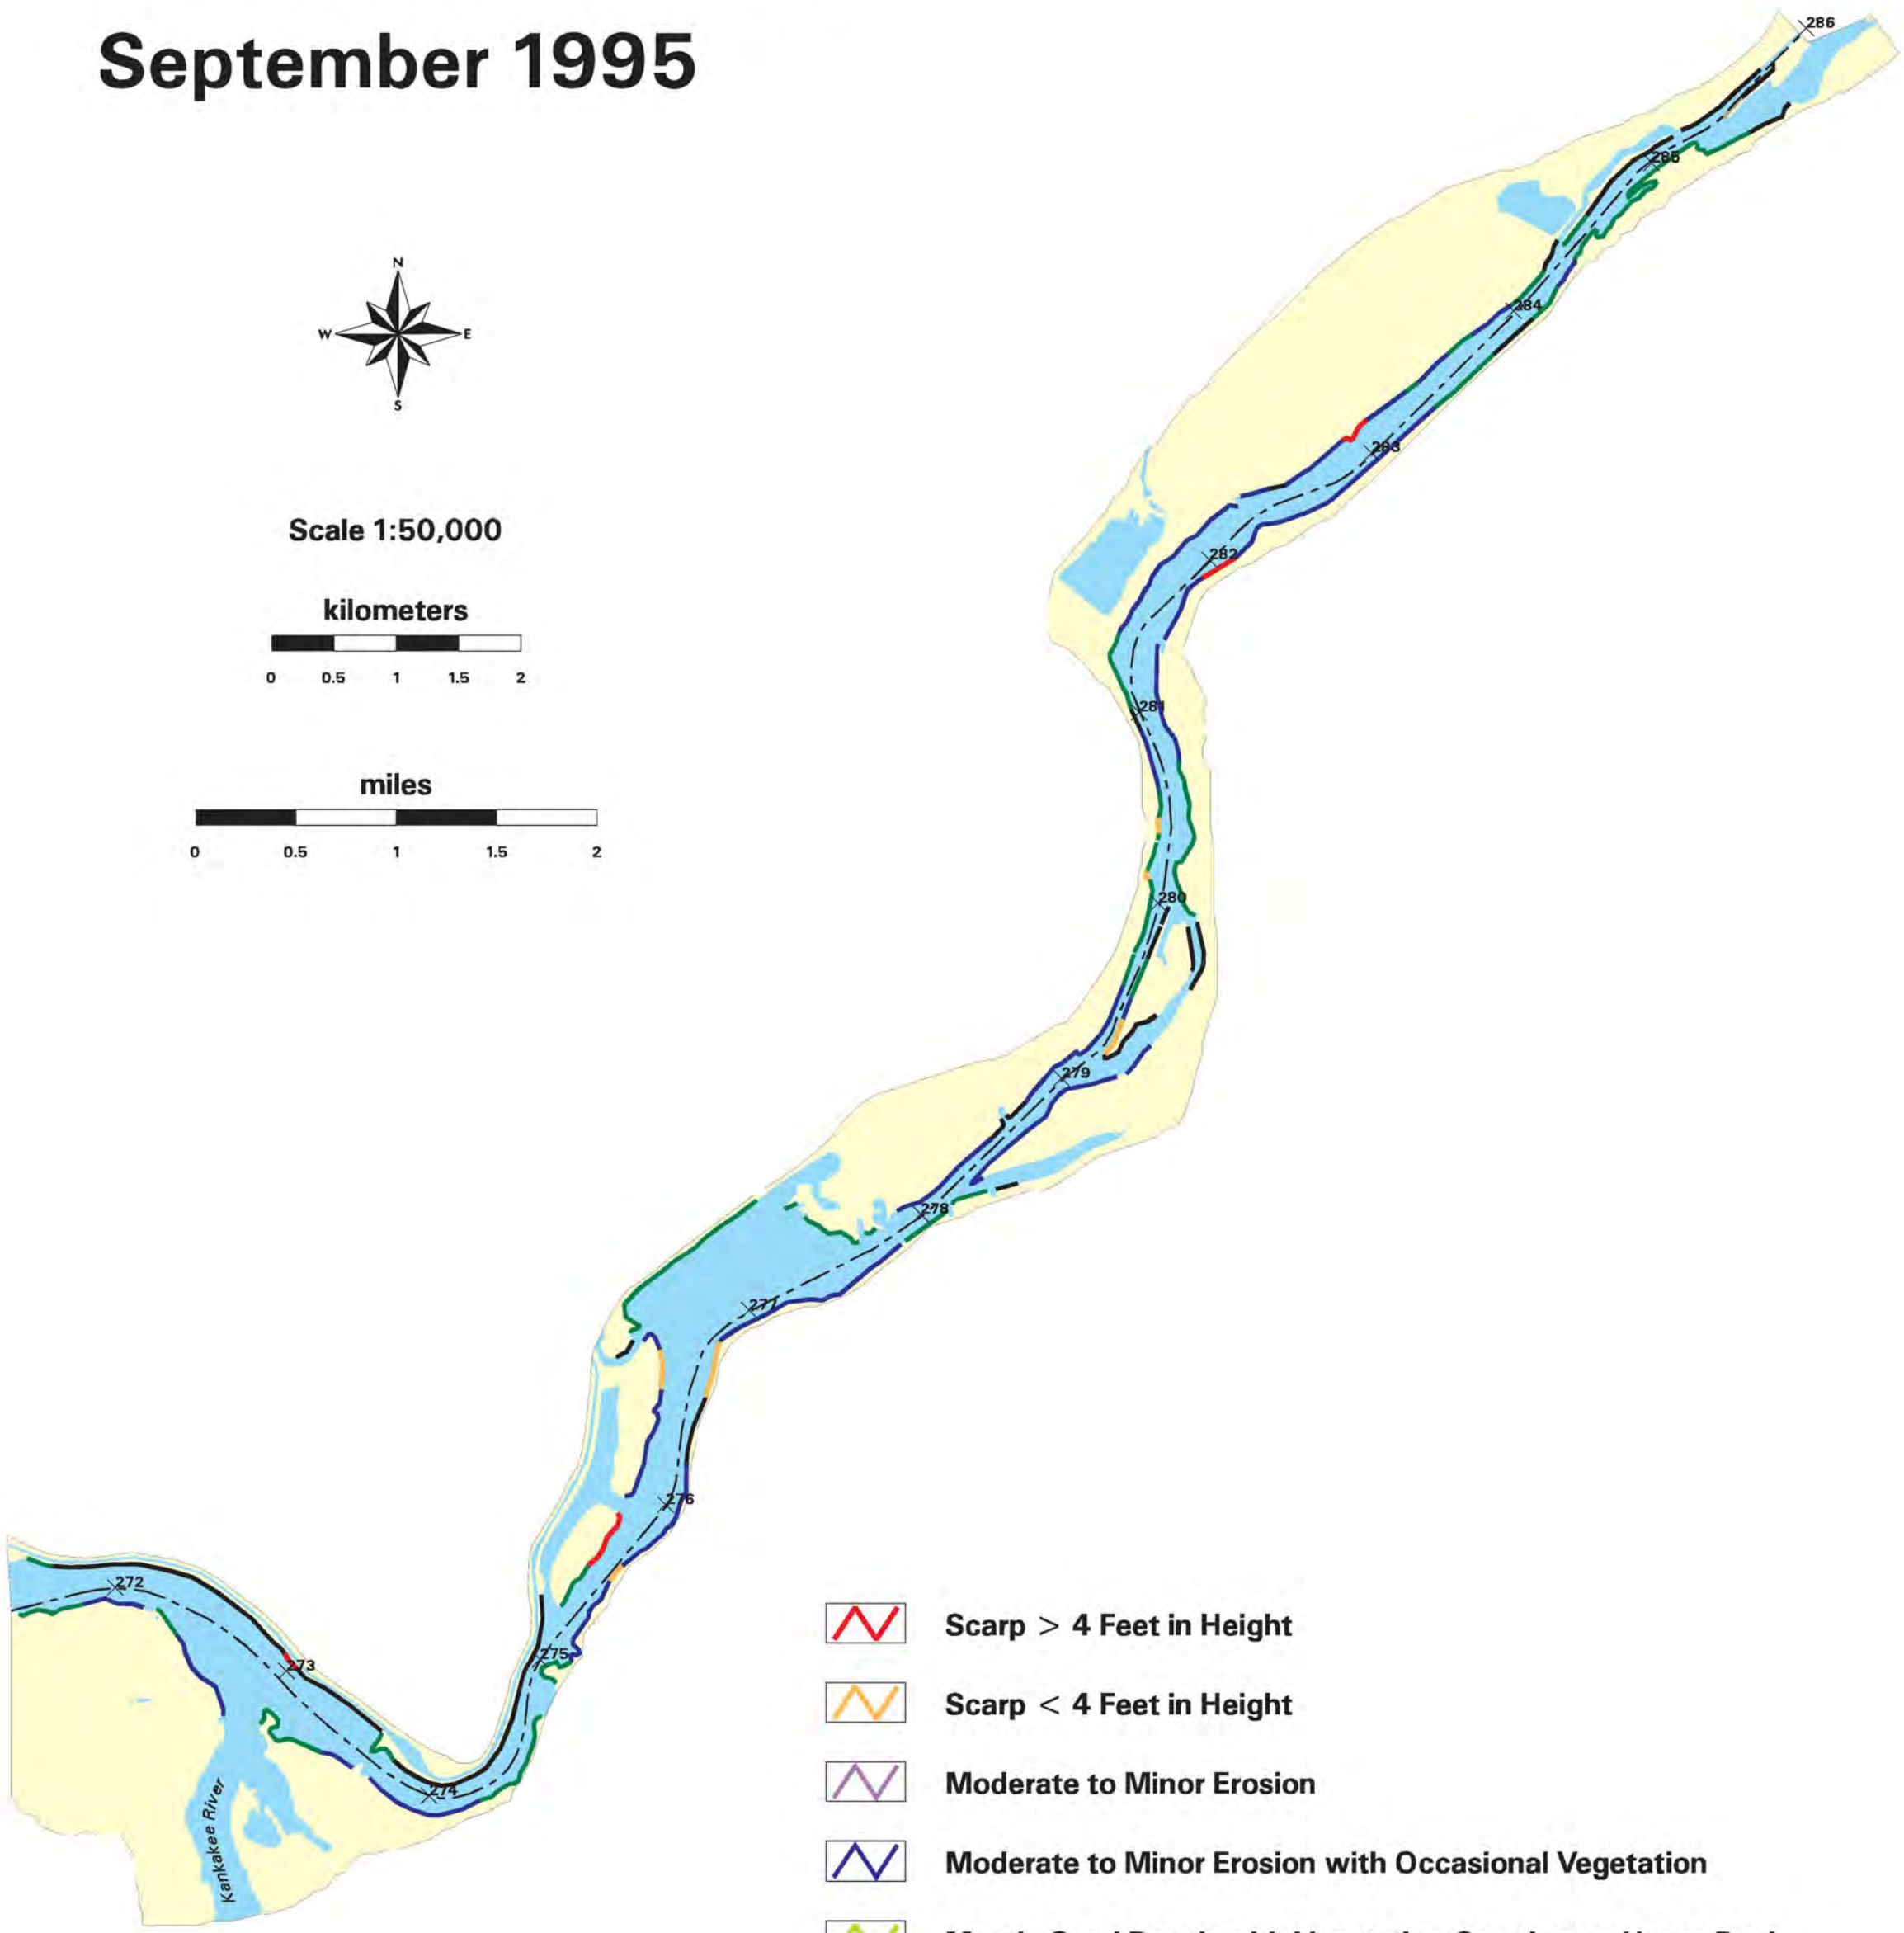 September 1995
286
285
284
283
282
281
280
279
278
277
276
275
274
273
272
N
W E
S
Scale 1:50,000
kilometers
0 0.5 1 1.5 2
miles
0 0.5 1 1.5 2
Kankakee River
Scarp > 4 Feet in Height
Scarp < 4 Feet in Height
Moderate to Minor Erosion
Moderate to Minor Erosion with Occasional Vegetation